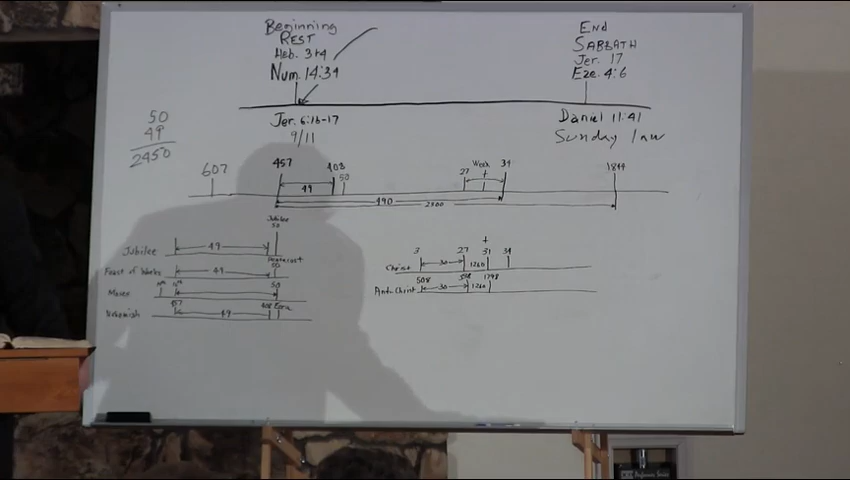 Beginning
REST
Heb. 3+4
Num. 14:34
End
SABBATH
Jer. 17
Eze. 4:6
Jer. 6:16-17
9/11
Daniel 11:41
Sunday law
50
49
2450
607
457
408
50
49
27
Week
+
34
1844
490
2300
Jubilee
50
Jubilee
49
Pentecost
50
Feast of Weeks
49
Moses
50
Nehemiah
457
49
408
Ezra
Christ
3
30
27
1260
+
31
34
Anti Christ
508
30
538
1260
1798